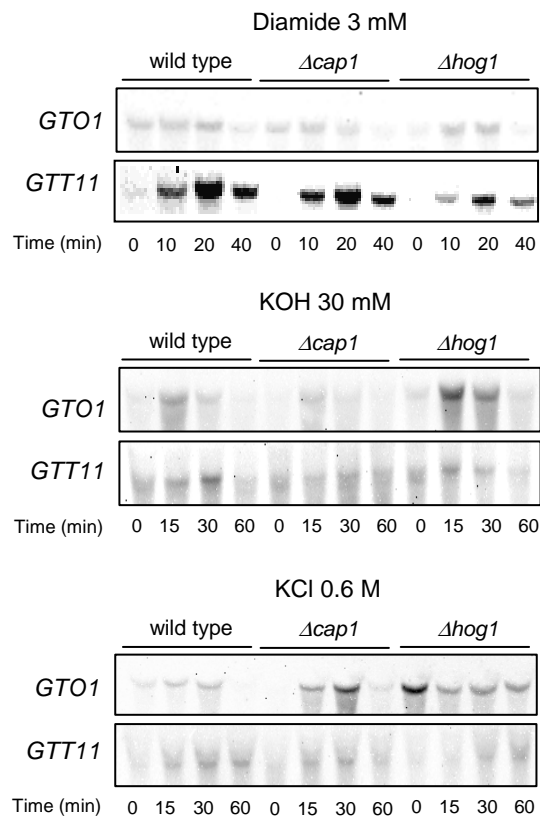 Diamide 3 mM
wild type Δcap1 Δhog1
GTO1
GTT11
Time (min) 0 10 20 40 0 10 20 40 0 10 20 40
KOH 30 mM
wild type Δcap1 Δhog1
GTO1
GTT11
Time (min) 0 15 30 60 0 15 30 60 0 15 30 60
KCl 0.6 M
wild type Δcap1 Δhog1
GTO1
GTT11
Time (min) 0 15 30 60 0 15 30 60 0 15 30 60